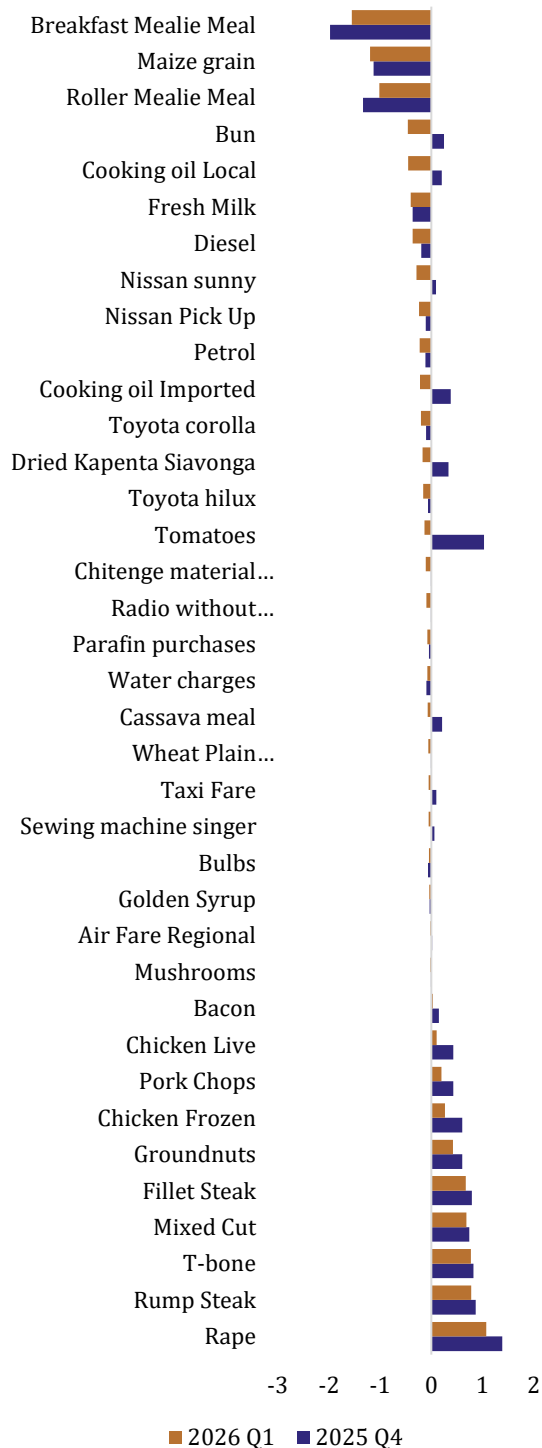 Breakfast Mealie Meal
Maize grain
Roller Mealie Meal
Bun
Cooking oil Local
Fresh Milk
Diesel
Nissan sunny
Nissan Pick Up
Petrol
Cooking oil Imported
Toyota corolla
Dried Kapenta Siavonga
Toyota hilux
Tomatoes
Chitenge material…
Radio without…
Parafin purchases
Water charges
Cassava meal
Wheat Plain…
Taxi Fare
Sewing machine singer
Bulbs
Golden Syrup
Air Fare Regional
Mushrooms
Bacon
Chicken Live
Pork Chops
Chicken Frozen
Groundnuts
Fillet Steak
Mixed Cut
T-bone
Rump Steak
Rape
-3 -2 -1 0 1 2
2026 Q1 2025 Q4